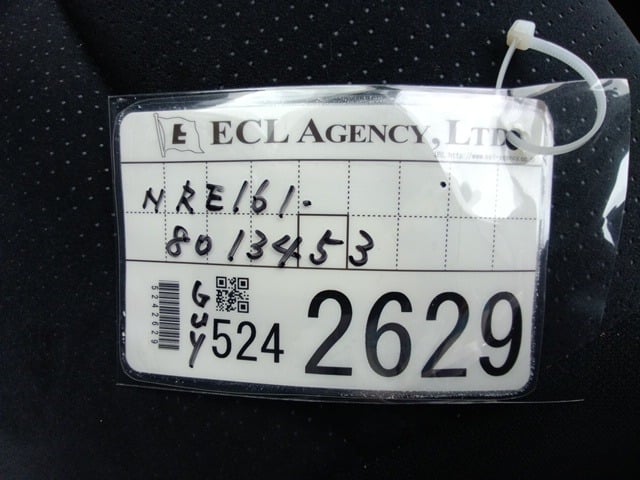 E ECL AGENCY, LTD
NRE161-
8013453
5242629
GUY
524 2629